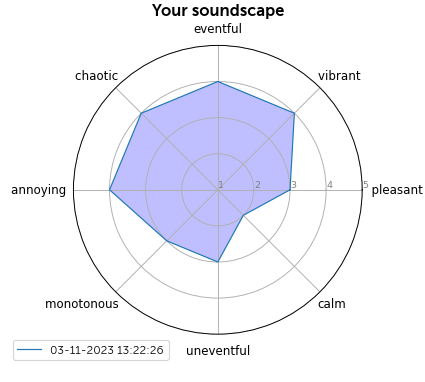 Your soundscape
eventful
chaotic
vibrant
annoying
1 2 3 4 5
pleasant
monotonous
calm
uneventful
03-11-2023 13:22:26